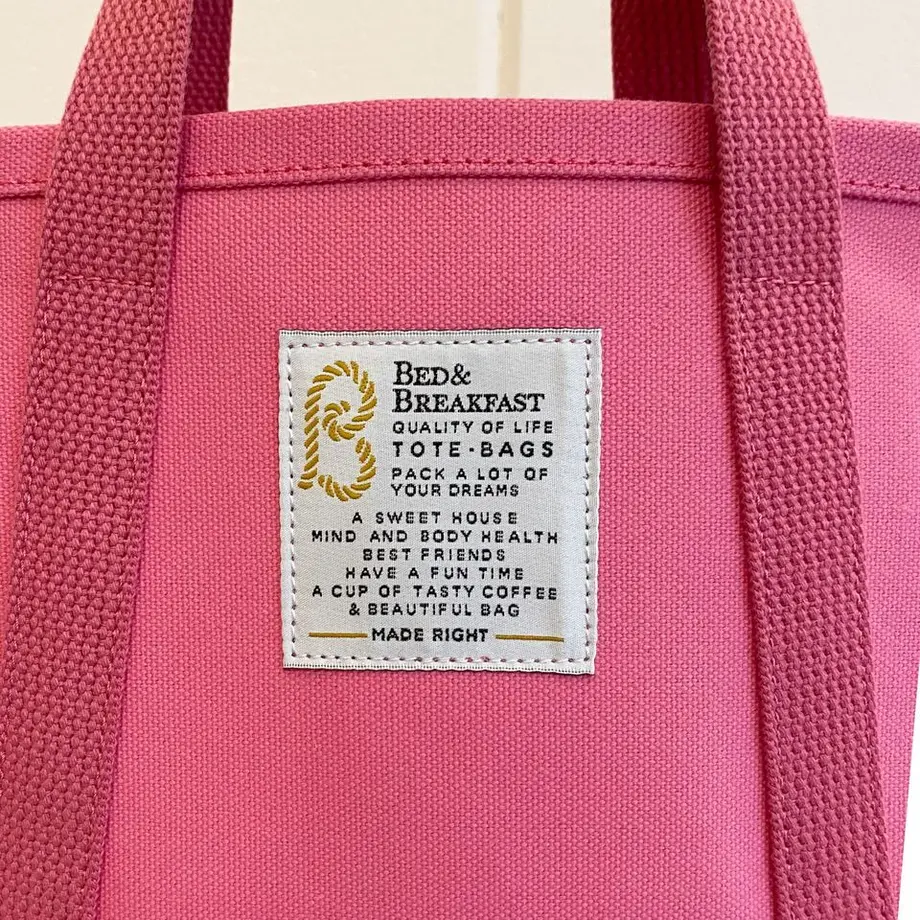 B
BED&
BREAKFAST
QUALITY OF LIFE
TOTE·BAGS
PACK A LOT OF
YOUR DREAMS
A SWEET HOUSE
MIND AND BODY HEALTH
BEST FRIENDS
HAVE A FUN TIME
A CUP OF TASTY COFFEE
& BEAUTIFUL BAG
MADE RIGHT